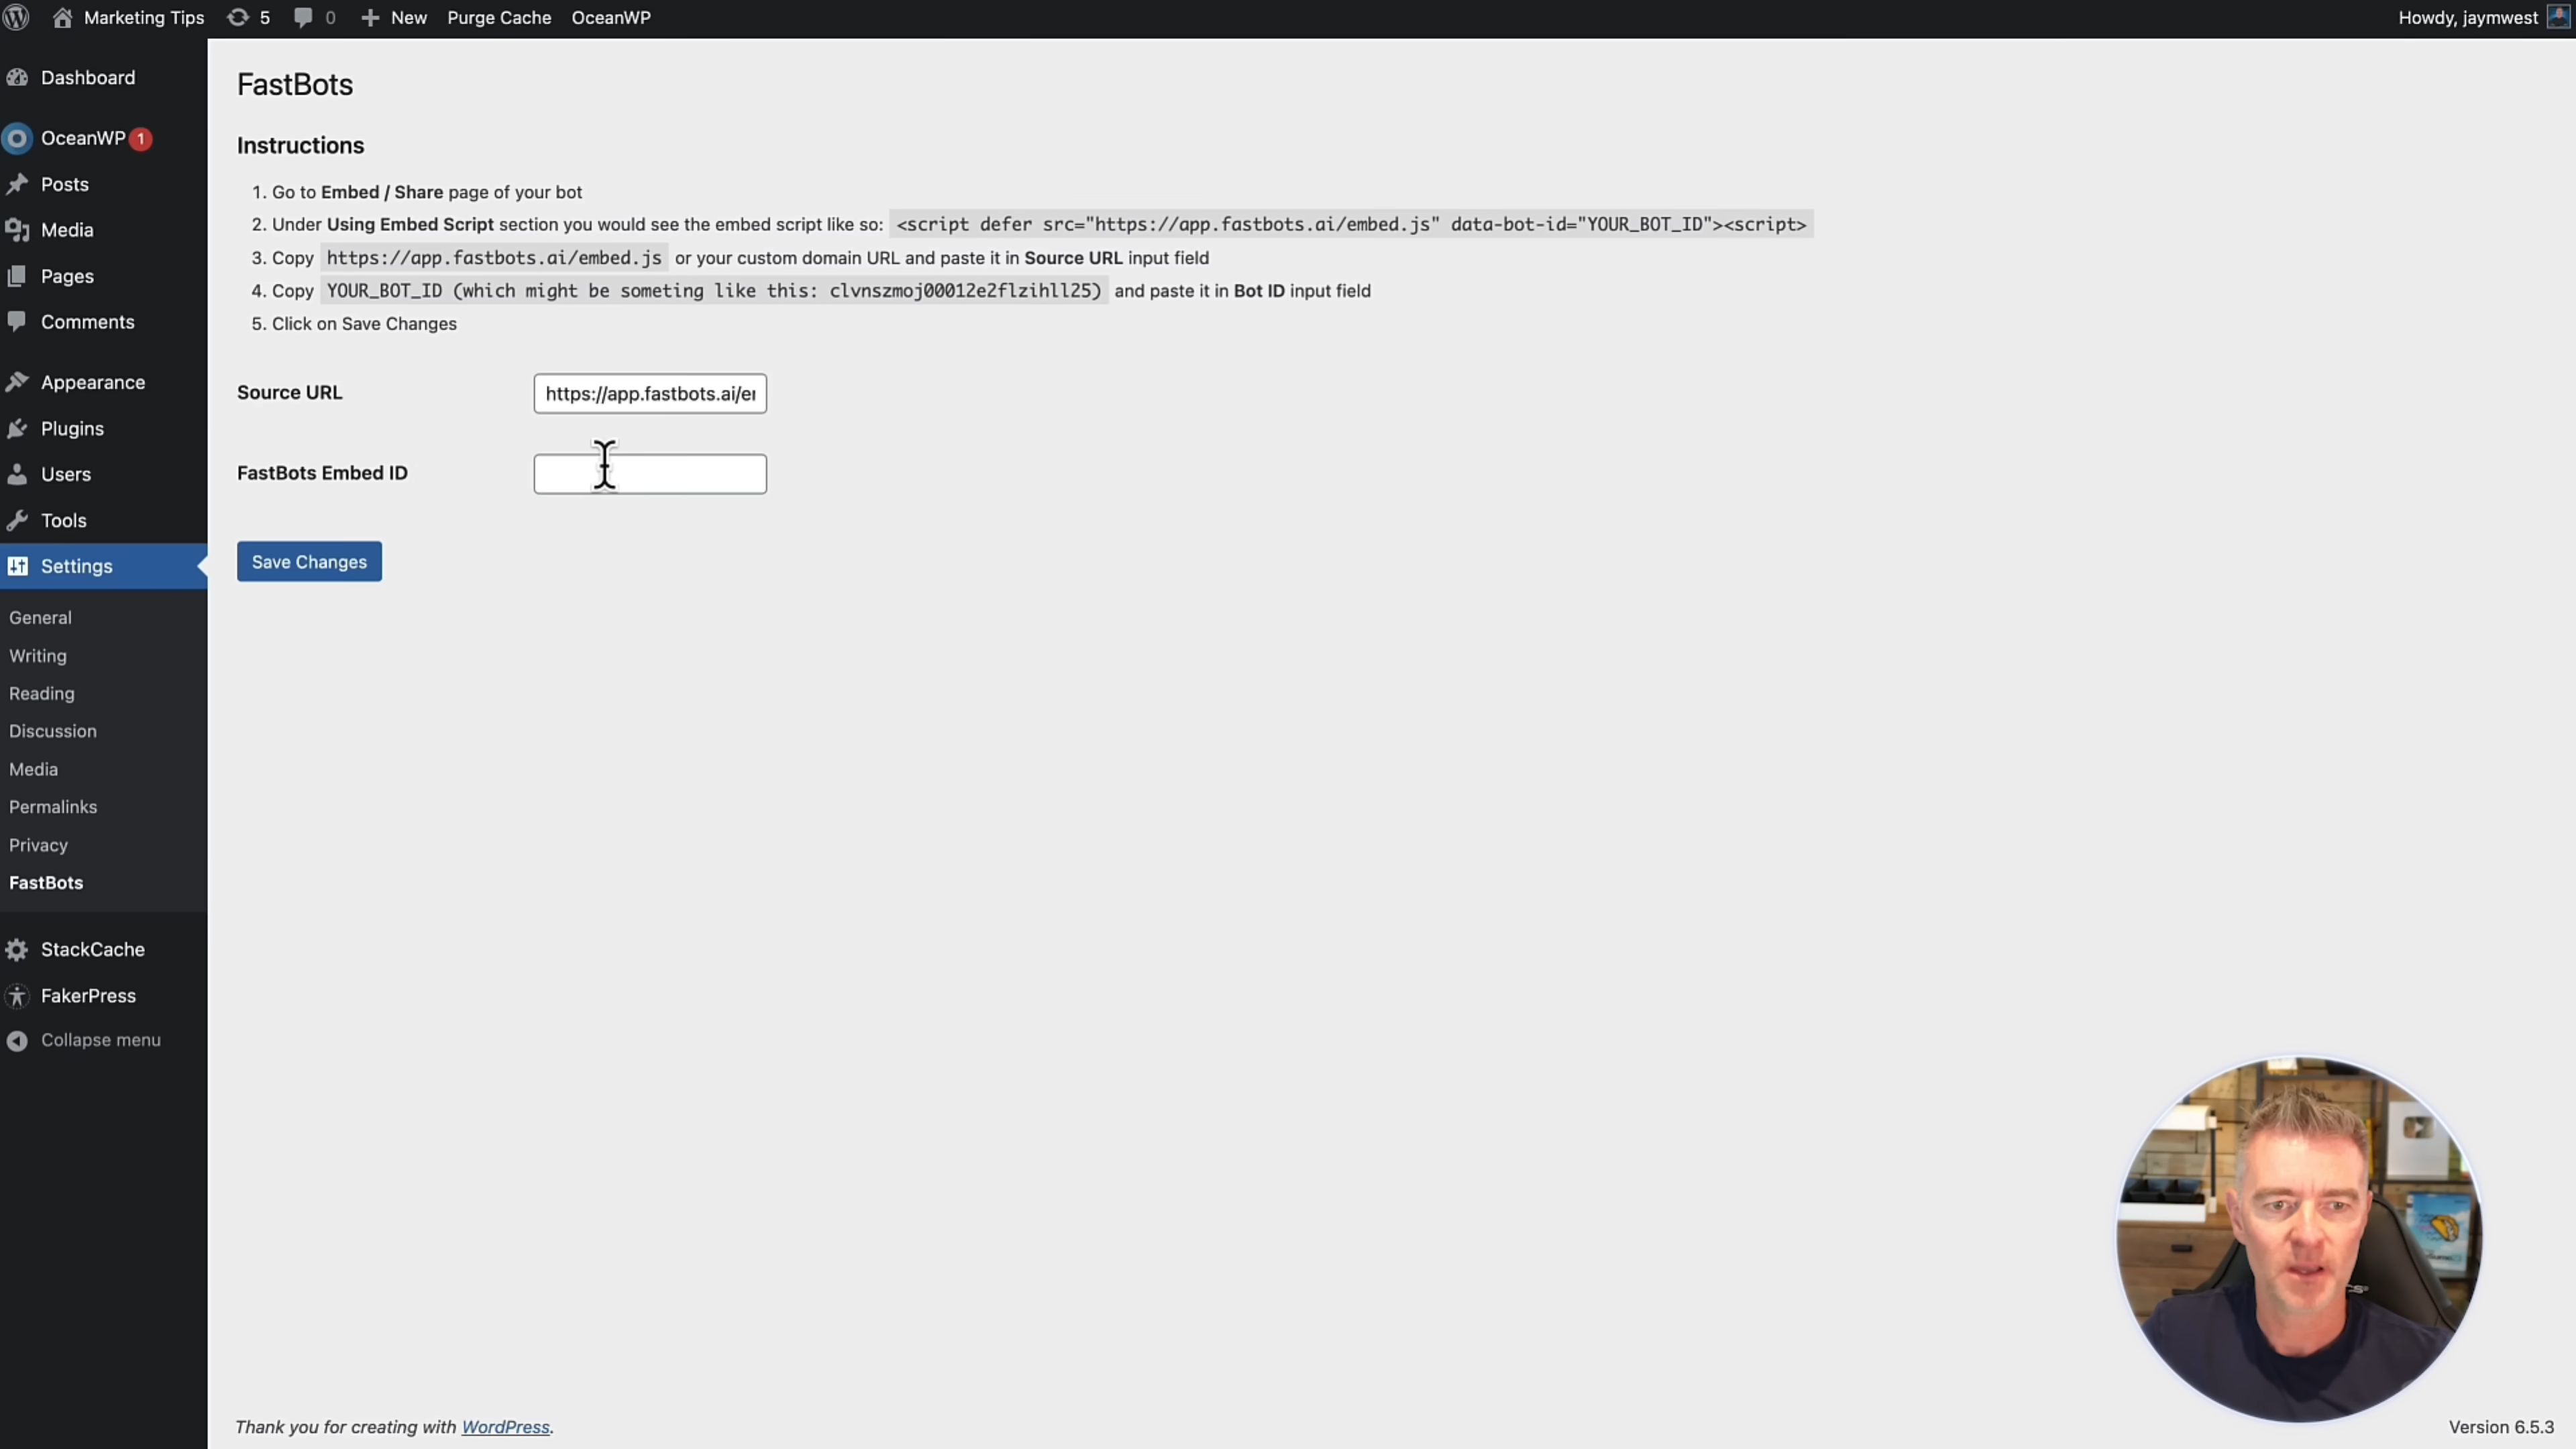 Marketing Tips 5 0 New Purge Cache OceanWP Howdy, jaymwest
Dashboard
OceanWP 1
Posts
Media
Pages
Comments
Appearance
Plugins
Users
Tools
Settings
General
Writing
Reading
Discussion
Media
Permalinks
Privacy
FastBots
StackCache
FakerPress
Collapse menu
FastBots
Instructions
1. Go to Embed / Share page of your bot
2. Under Using Embed Script section you would see the embed script like so: <script defer src="https://app.fastbots.ai/embed.js" data-bot-id="YOUR_BOT_ID"><script>
3. Copy https://app.fastbots.ai/embed.js or your custom domain URL and paste it in Source URL input field
4. Copy YOUR_BOT_ID (which might be someting like this: clvnszmoj00012e2flzihll25) and paste it in Bot ID input field
5. Click on Save Changes
Source URL https://app.fastbots.ai/e
FastBots Embed ID
Save Changes
Thank you for creating with WordPress.
Version 6.5.3